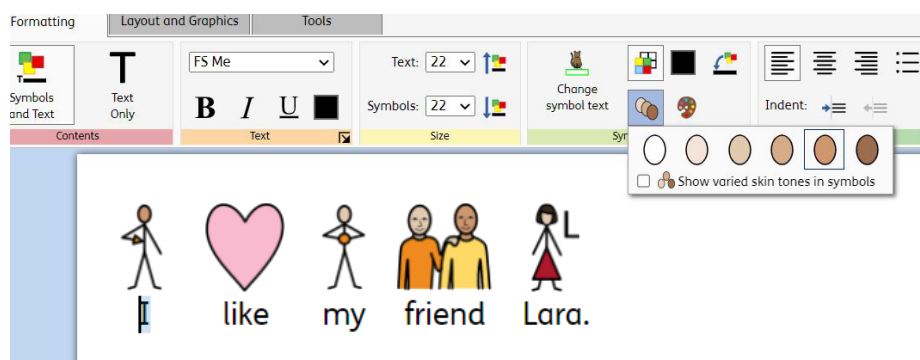 Formatting Layout and Graphics Tools
FS Me
Text: 22
Change
symbol text
Symbols
and Text
Text
Only
B I U
Symbols: 22
Indent:
Contents Text Size
Show varied skin tones in symbols
L
I like my friend Lara.